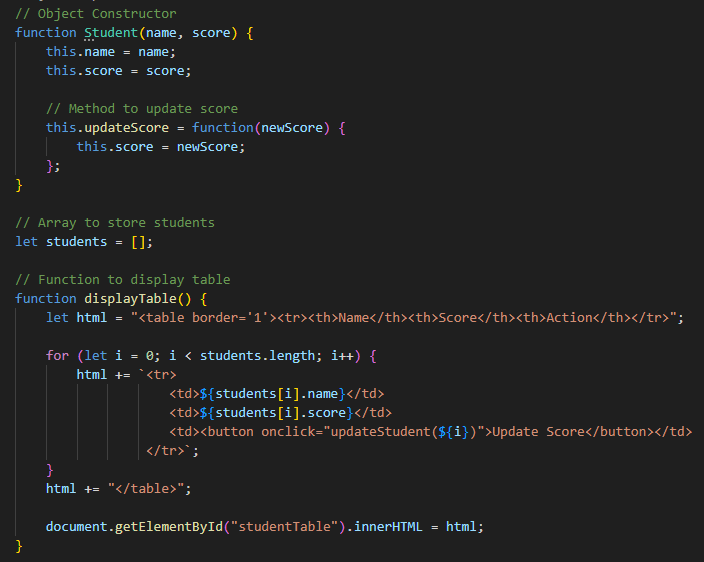 // Object Constructor
function Student(name, score) {
    this.name = name;
    this.score = score;

    // Method to update score
    this.updateScore = function(newScore) {
        this.score = newScore;
    };
}

// Array to store students
let students = [];

// Function to display table
function displayTable() {
    let html = "<table border='1'><tr><th>Name</th><th>Score</th><th>Action</th></tr>";

    for (let i = 0; i < students.length; i++) {
        html += `<tr>
                    <td>${students[i].name}</td>
                    <td>${students[i].score}</td>
                    <td><button onclick="updateStudent(${i})">Update Score</button></td>
                 </tr>`;
    }
    html += "</table>";

    document.getElementById("studentTable").innerHTML = html;
}